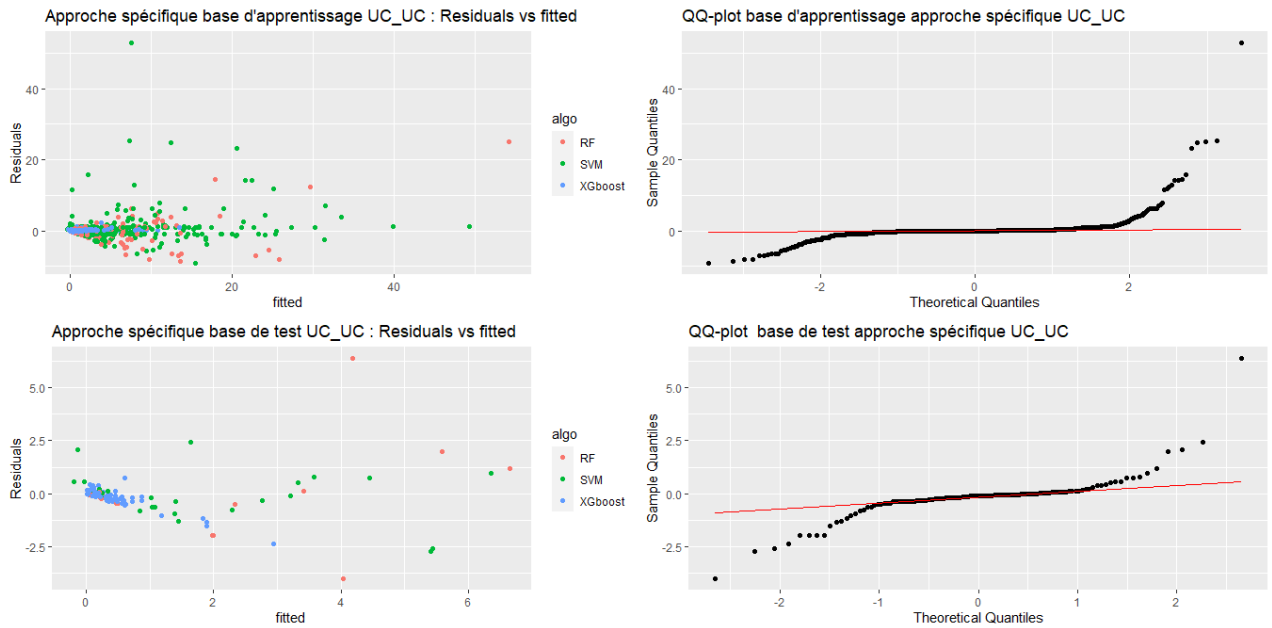 Approche spécifique base d'apprentissage UC_UC : Residuals vs fitted
Residuals
40
20
0
0
20
40
fitted
algo
RF
SVM
XGboost
QQ-plot base d'apprentissage approche spécifique UC_UC
Sample Quantiles
40
20
0
-2
0
2
Theoretical Quantiles
Approche spécifique base de test UC_UC : Residuals vs fitted
Residuals
5.0
2.5
0.0
-2.5
0
2
4
6
fitted
algo
RF
SVM
XGboost
QQ-plot  base de test approche spécifique UC_UC
Sample Quantiles
5.0
2.5
0.0
-2.5
-1
0
1
2
Theoretical Quantiles